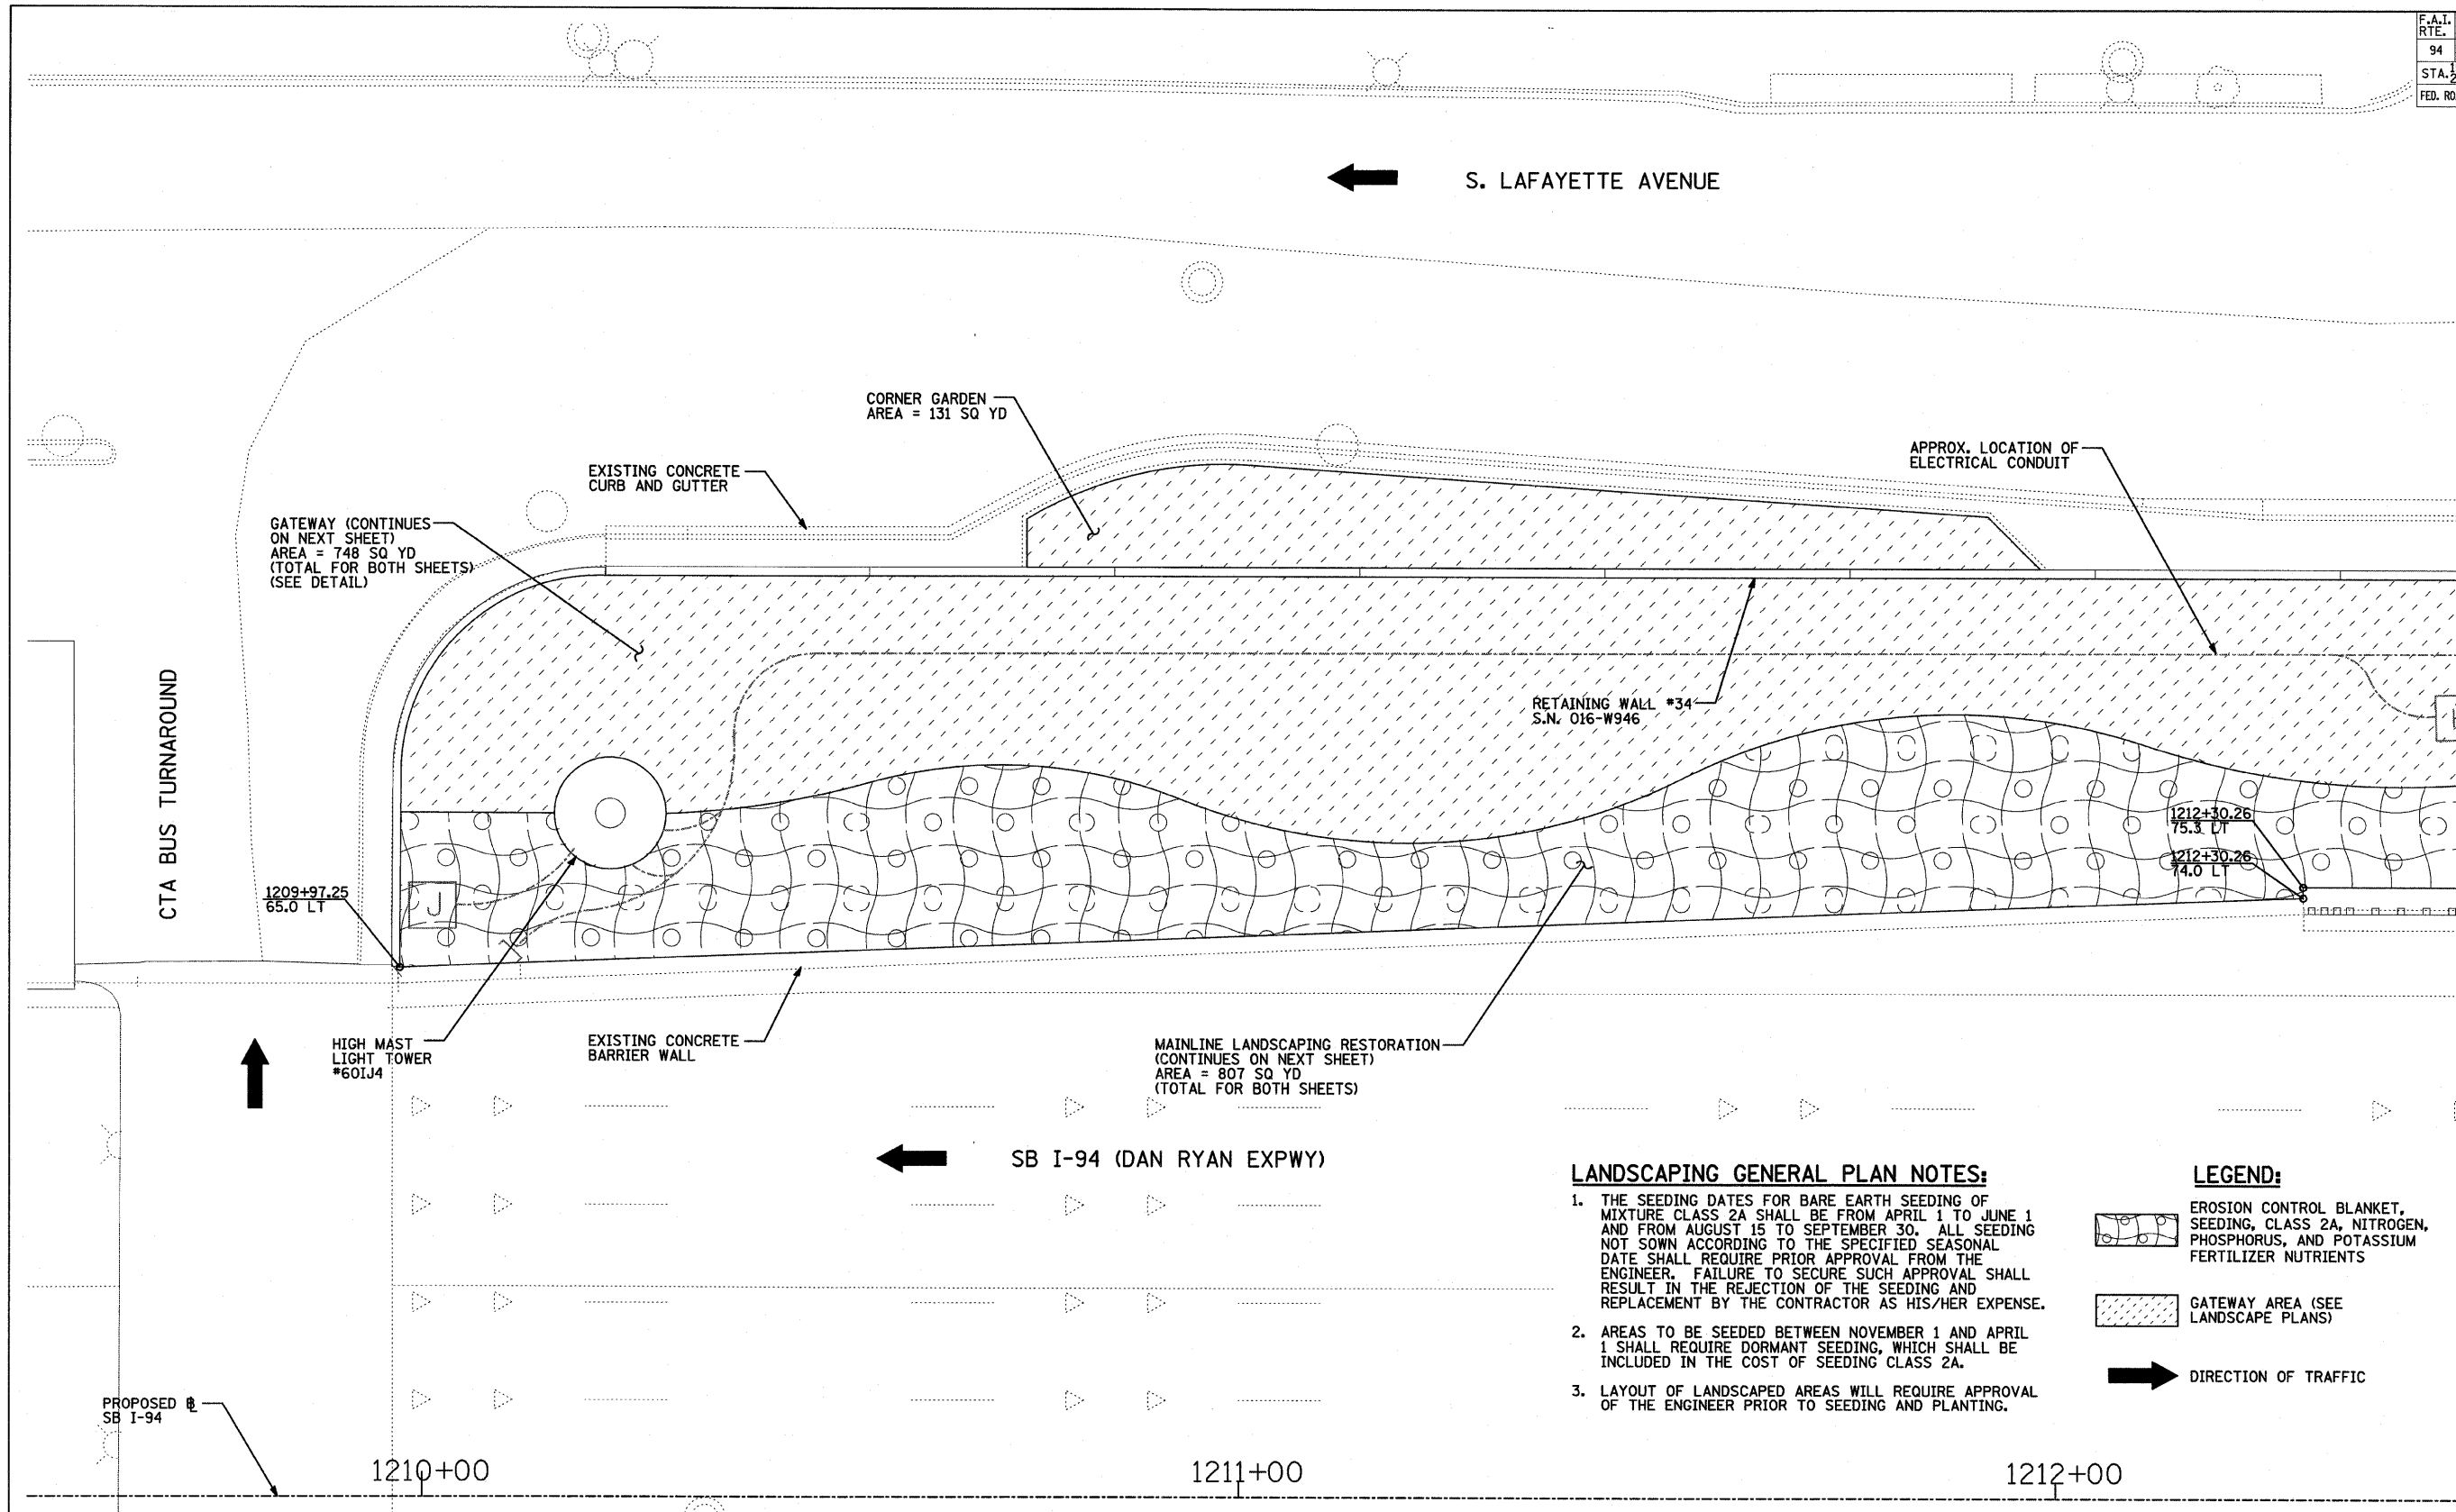 F.A.I.
RTE.
94
STA.
FED. RO
S. LAFAYETTE AVENUE
CORNER GARDEN
AREA = 131 SQ YD
EXISTING CONCRETE
CURB AND GUTTER
APPROX. LOCATION OF
ELECTRICAL CONDUIT
GATEWAY (CONTINUES
ON NEXT SHEET)
AREA = 748 SQ YD
(TOTAL FOR BOTH SHEETS)
(SEE DETAIL)
CTA BUS TURNAROUND
RETAINING WALL #34
S.N. 016-W946
1212+30.26
75.3 LT
1212+30.26
74.0 LT
1209+97.25
65.0 LT
J
HIGH MAST
LIGHT TOWER
#60IJ4
EXISTING CONCRETE
BARRIER WALL
MAINLINE LANDSCAPING RESTORATION
(CONTINUES ON NEXT SHEET)
AREA = 807 SQ YD
(TOTAL FOR BOTH SHEETS)
SB I-94 (DAN RYAN EXPWY)
LANDSCAPING GENERAL PLAN NOTES:
1. THE SEEDING DATES FOR BARE EARTH SEEDING OF
MIXTURE CLASS 2A SHALL BE FROM APRIL 1 TO JUNE 1
AND FROM AUGUST 15 TO SEPTEMBER 30. ALL SEEDING
NOT SOWN ACCORDING TO THE SPECIFIED SEASONAL
DATE SHALL REQUIRE PRIOR APPROVAL FROM THE
ENGINEER. FAILURE TO SECURE SUCH APPROVAL SHALL
RESULT IN THE REJECTION OF THE SEEDING AND
REPLACEMENT BY THE CONTRACTOR AS HIS/HER EXPENSE.
2. AREAS TO BE SEEDED BETWEEN NOVEMBER 1 AND APRIL
1 SHALL REQUIRE DORMANT SEEDING, WHICH SHALL BE
INCLUDED IN THE COST OF SEEDING CLASS 2A.
3. LAYOUT OF LANDSCAPED AREAS WILL REQUIRE APPROVAL
OF THE ENGINEER PRIOR TO SEEDING AND PLANTING.
LEGEND:
EROSION CONTROL BLANKET,
SEEDING, CLASS 2A, NITROGEN,
PHOSPHORUS, AND POTASSIUM
FERTILIZER NUTRIENTS
GATEWAY AREA (SEE
LANDSCAPE PLANS)
DIRECTION OF TRAFFIC
PROPOSED ℄
SB I-94
1210+00
1211+00
1212+00